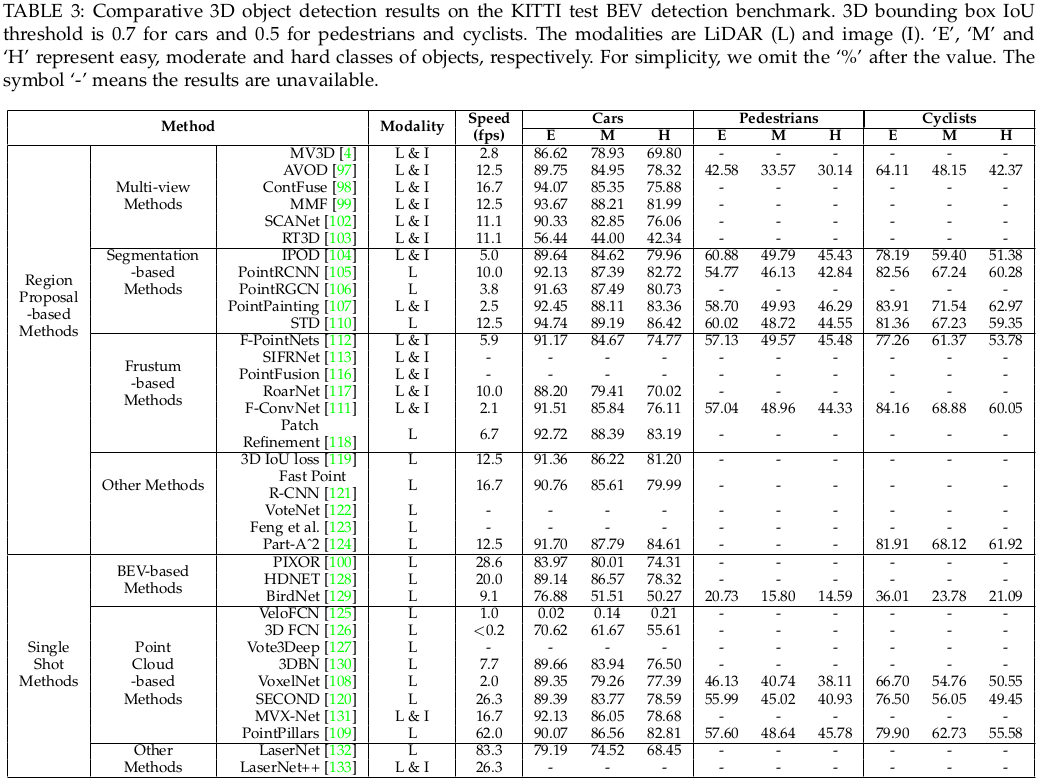 TABLE 3: Comparative 3D object detection results on the KITTI test BEV detection benchmark. 3D bounding box IoU
threshold is 0.7 for cars and 0.5 for pedestrians and cyclists. The modalities are LiDAR (L) and image (I). ‘E’, ‘M’ and
‘H’ represent easy, moderate and hard classes of objects, respectively. For simplicity, we omit the ‘%’ after the value. The
symbol ‘-’ means the results are unavailable.
Method Modality Speed (fps) Cars Pedestrians Cyclists
E M H E M H E M H
Region Proposal -based Methods
Multi-view Methods
MV3D [4] L & I 2.8 86.62 78.93 69.80 - - - - - -
AVOD [97] L & I 12.5 89.75 84.95 78.32 42.58 33.57 30.14 64.11 48.15 42.37
ContFuse [98] L & I 16.7 94.07 85.35 75.88 - - - - - -
MMF [99] L & I 12.5 93.67 88.21 81.99 - - - - - -
SCANet [102] L & I 11.1 90.33 82.85 76.06 - - - - - -
RT3D [103] L & I 11.1 56.44 44.00 42.34 - - - - - -
Segmentation -based Methods
IPOD [104] L & I 5.0 89.64 84.62 79.96 60.88 49.79 45.43 78.19 59.40 51.38
PointRCNN [105] L 10.0 92.13 87.39 82.72 54.77 46.13 42.84 82.56 67.24 60.28
PointRGCN [106] L 3.8 91.63 87.49 80.73 - - - - - -
PointPainting [107] L & I 2.5 92.45 88.11 83.36 58.70 49.93 46.29 83.91 71.54 62.97
STD [110] L 12.5 94.74 89.19 86.42 60.02 48.72 44.55 81.36 67.23 59.35
Frustum -based Methods
F-PointNets [112] L & I 5.9 91.17 84.67 74.77 57.13 49.57 45.48 77.26 61.37 53.78
SIFRNet [113] L & I - - - - - - - - - -
PointFusion [116] L & I - - - - - - - - - -
RoarNet [117] L & I 10.0 88.20 79.41 70.02 - - - - - -
F-ConvNet [111] L & I 2.1 91.51 85.84 76.11 57.04 48.96 44.33 84.16 68.88 60.05
Patch Refinement [118] L 6.7 92.72 88.39 83.19 - - - - - -
Other Methods
3D IoU loss [119] L 12.5 91.36 86.22 81.20 - - - - - -
Fast Point R-CNN [121] L 16.7 90.76 85.61 79.99 - - - - - -
VoteNet [122] L - - - - - - - - - -
Feng et al. [123] L - - - - - - - - - -
Part-Aˆ2 [124] L 12.5 91.70 87.79 84.61 - - - 81.91 68.12 61.92
Single Shot Methods
BEV-based Methods
PIXOR [100] L 28.6 83.97 80.01 74.31 - - - - - -
HDNET [128] L 20.0 89.14 86.57 78.32 - - - - - -
BirdNet [129] L 9.1 76.88 51.51 50.27 20.73 15.80 14.59 36.01 23.78 21.09
Point Cloud -based Methods
VeloFCN [125] L 1.0 0.02 0.14 0.21 - - - - - -
3D FCN [126] L <0.2 70.62 61.67 55.61 - - - - - -
Vote3Deep [127] L - - - - - - - - - -
3DBN [130] L 7.7 89.66 83.94 76.50 - - - - - -
VoxelNet [108] L 2.0 89.35 79.26 77.39 46.13 40.74 38.11 66.70 54.76 50.55
SECOND [120] L 26.3 89.39 83.77 78.59 55.99 45.02 40.93 76.50 56.05 49.45
MVX-Net [131] L & I 16.7 92.13 86.05 78.68 - - - - - -
PointPillars [109] L 62.0 90.07 86.56 82.81 57.60 48.64 45.78 79.90 62.73 55.58
Other Methods
LaserNet [132] L 83.3 79.19 74.52 68.45 - - - - - -
LaserNet++ [133] L & I 26.3 - - - - - - - - -